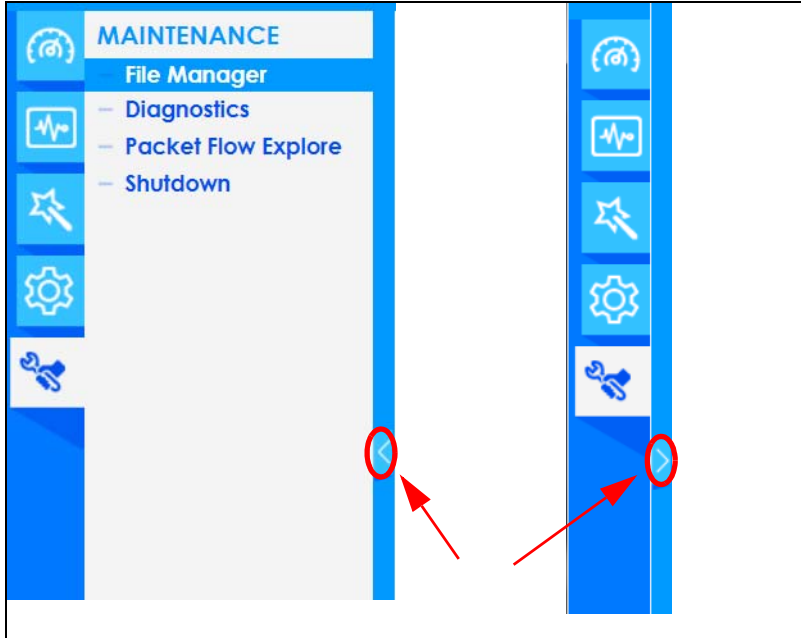 MAINTENANCE
File Manager
Diagnostics
Packet Flow Explore
Shutdown